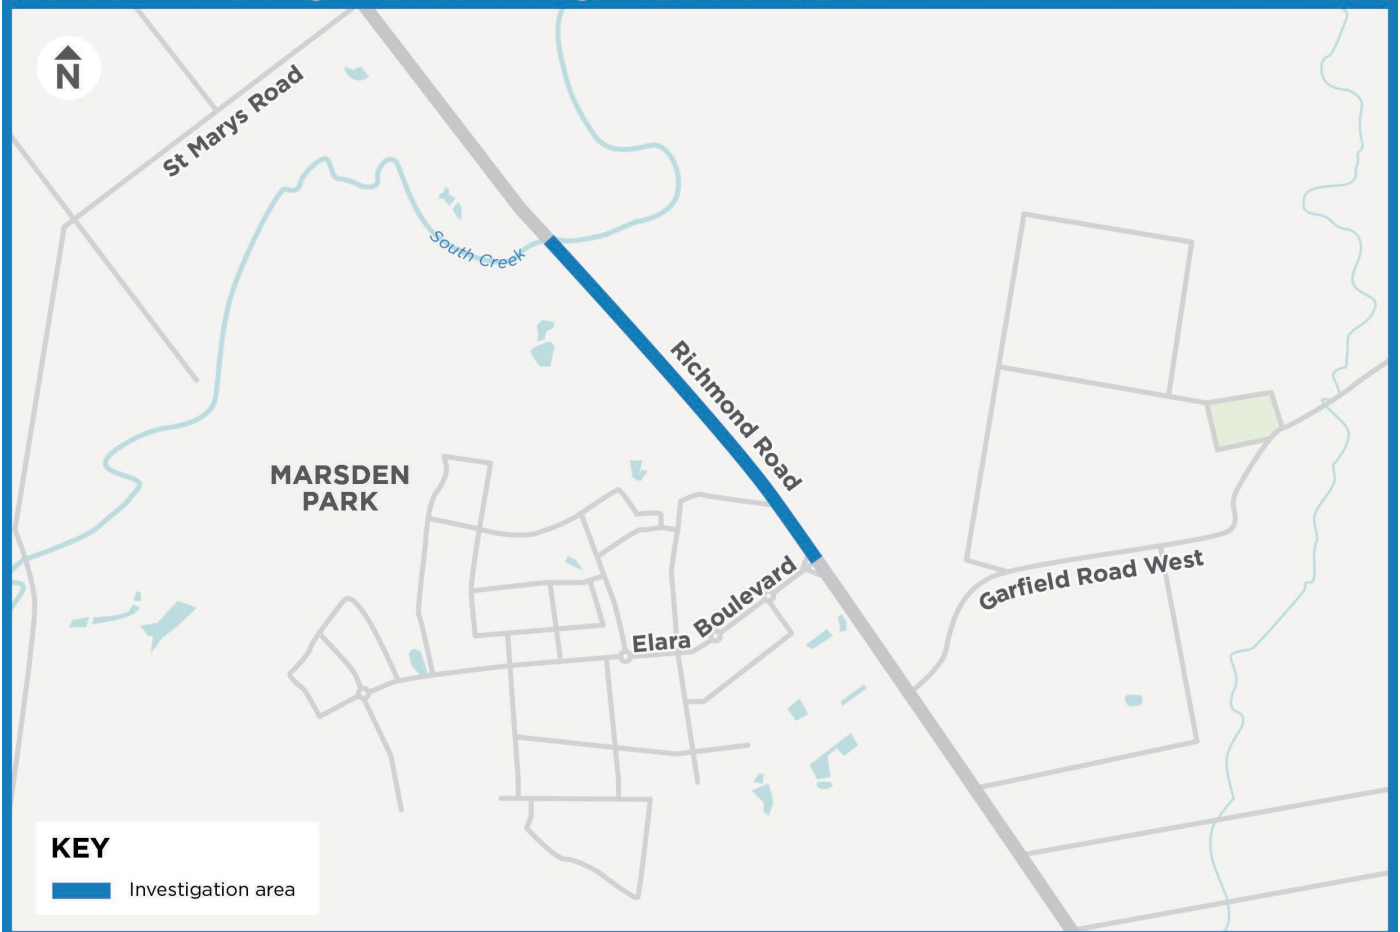 N
St Marys Road
South Creek
Richmond Road
MARSDEN
PARK
Elara Boulevard
Garfield Road West
KEY
Investigation area